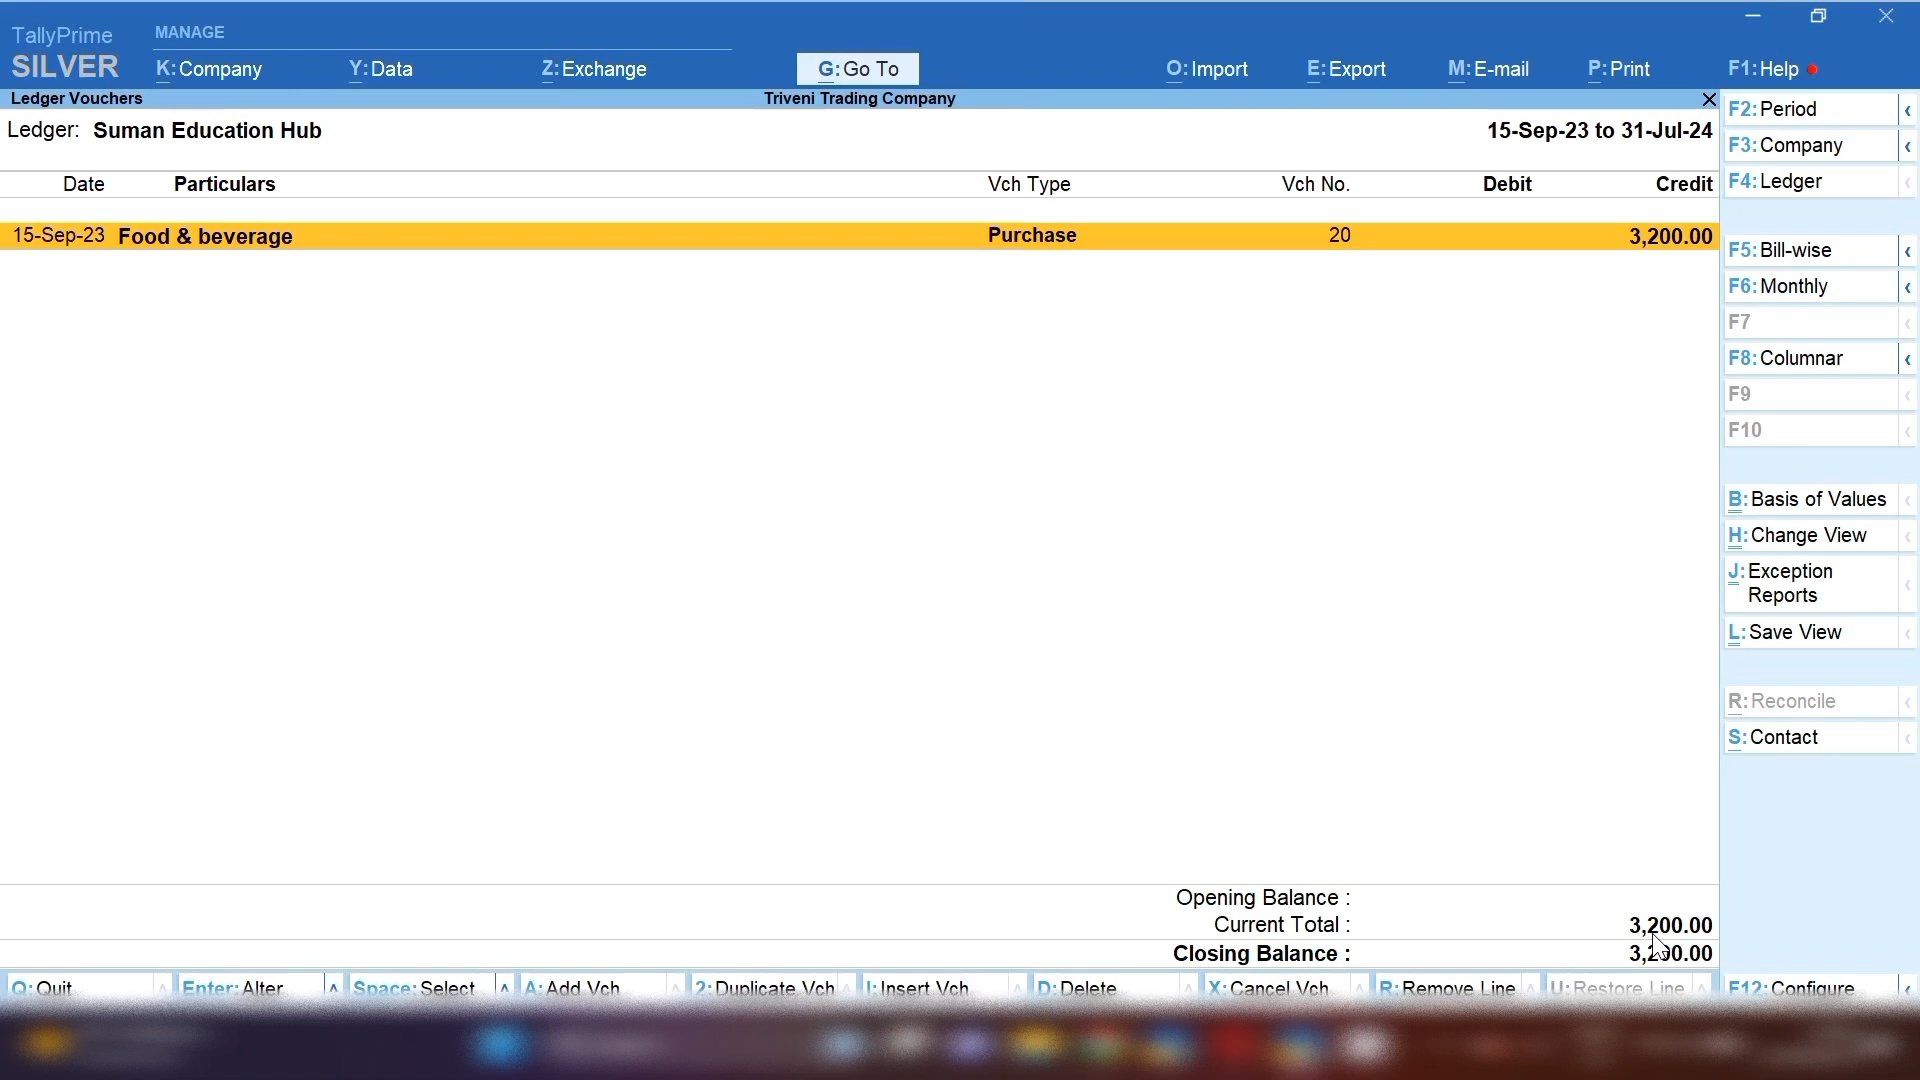 TallyPrime
SILVER
MANAGE
K:Company
Y:Data
Z:Exchange
G:Go To
O:Import
E:Export
M:E-mail
P:Print
F1:Help
Ledger Vouchers
Triveni Trading Company
Ledger: Suman Education Hub
15-Sep-23 to 31-Jul-24
Date Particulars Vch Type Vch No. Debit Credit
15-Sep-23 Food & beverage Purchase 20 3,200.00
Opening Balance :
Current Total : 3,200.00
Closing Balance : 3,200.00
Q:Quit
Enter:Alter
Space:Select
A:Add Vch
2:Duplicate Vch
I:Insert Vch
D:Delete
X:Cancel Vch
R:Remove Line
U:Restore Line
F12:Configure
F2:Period
F3:Company
F4:Ledger
F5:Bill-wise
F6:Monthly
F7
F8:Columnar
F9
F10
B:Basis of Values
H:Change View
J:Exception
Reports
L:Save View
R:Reconcile
S:Contact